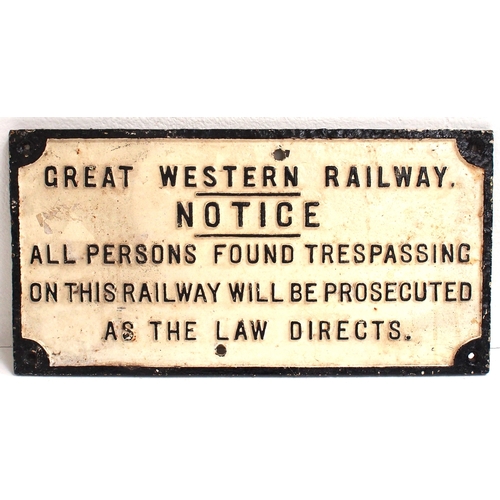 GREAT WESTERN RAILWAY.
NOTICE
ALL PERSONS FOUND TRESPASSING
ON THIS RAILWAY WILL BE PROSECUTED
AS THE LAW DIRECTS.